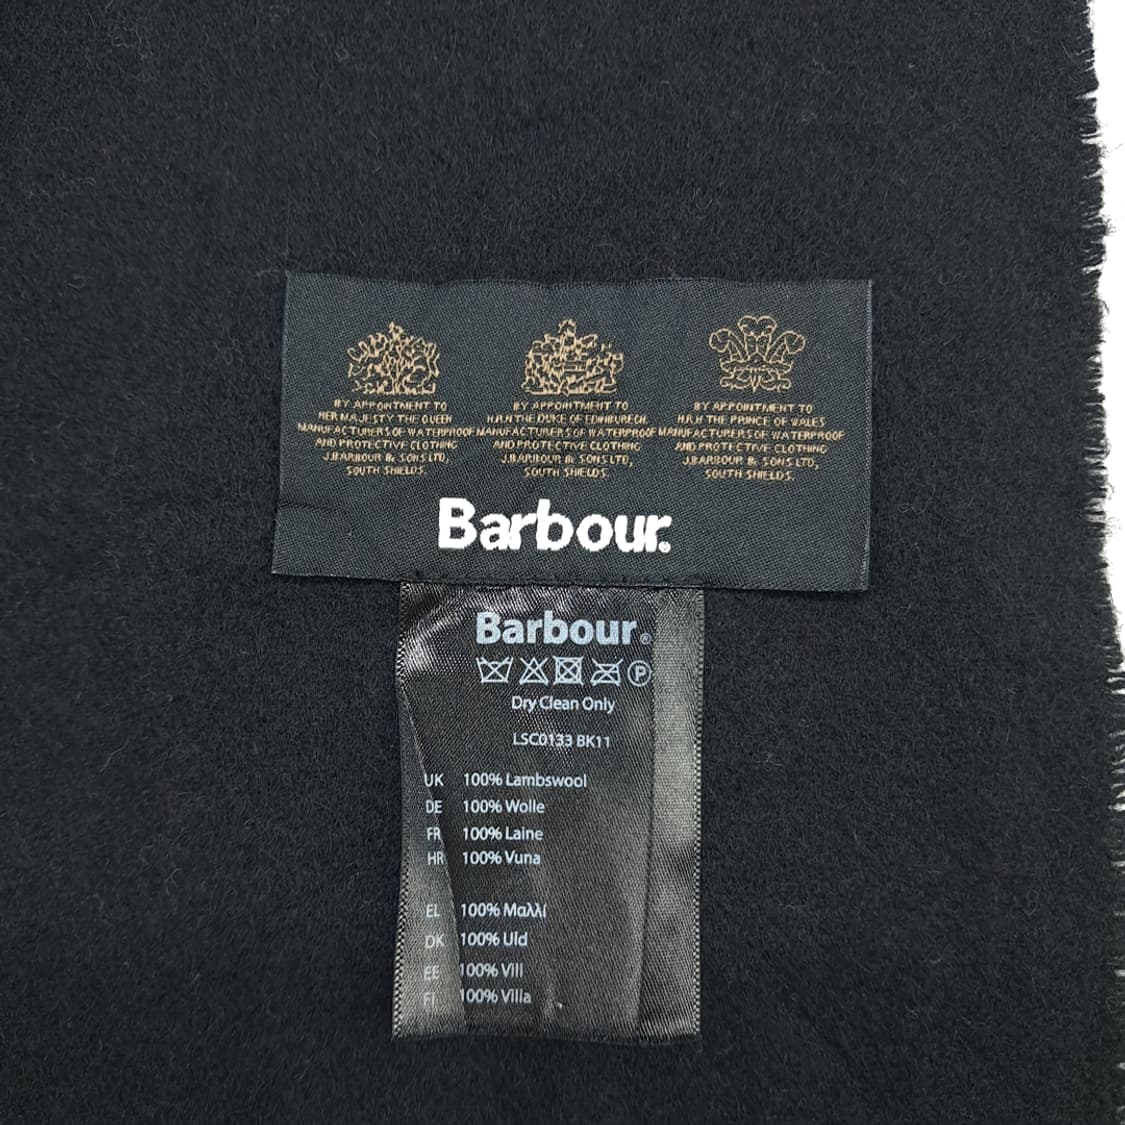 BY APPOINTMENT TO
HER MAJESTY THE QUEEN
MANUFACTURERS OF WATERPROOF
AND PROTECTIVE CLOTHING
J.BARBOUR & SONS LTD,
SOUTH SHIELDS.
BY APPOINTMENT TO
H.R.H THE DUKE OF EDINBURGH.
MANUFACTURERS OF WATERPROOF
AND PROTECTIVE CLOTHING
J.BARBOUR & SONS LTD,
SOUTH SHIELDS.
BY APPOINTMENT TO
H.R.H THE PRINCE OF WALES
MANUFACTURERS OF WATERPROOF
AND PROTECTIVE CLOTHING
J.BARBOUR & SONS LTD,
SOUTH SHIELDS.
Barbour®
Barbour®
P
Dry Clean Only
LSC0133 BK11
UK 100% Lambswool
DE 100% Wolle
FR 100% Laine
HR 100% Vuna
EL 100% Μαλλί
DK 100% Uld
EE 100% Vill
FI 100% Villa